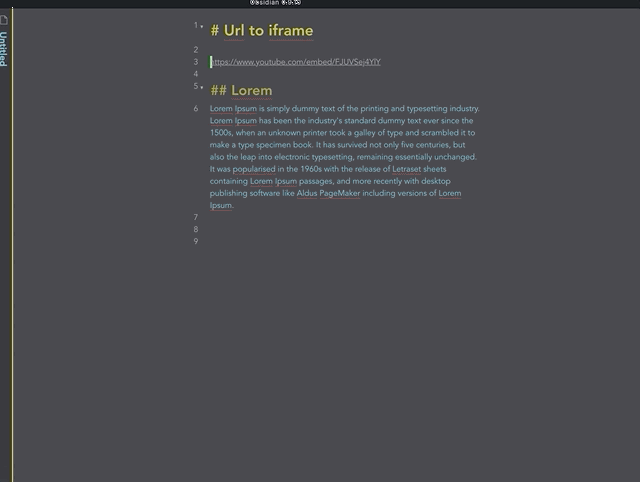 Obsidian 0.9.10
Untitled
1
# Url to iframe
2
3 https://www.youtube.com/embed/FJUVSej4YlY
4
5
## Lorem
6 Lorem Ipsum is simply dummy text of the printing and typesetting industry.
Lorem Ipsum has been the industry's standard dummy text ever since the
1500s, when an unknown printer took a galley of type and scrambled it to
make a type specimen book. It has survived not only five centuries, but
also the leap into electronic typesetting, remaining essentially unchanged.
It was popularised in the 1960s with the release of Letraset sheets
containing Lorem Ipsum passages, and more recently with desktop
publishing software like Aldus PageMaker including versions of Lorem
Ipsum.
7
8
9